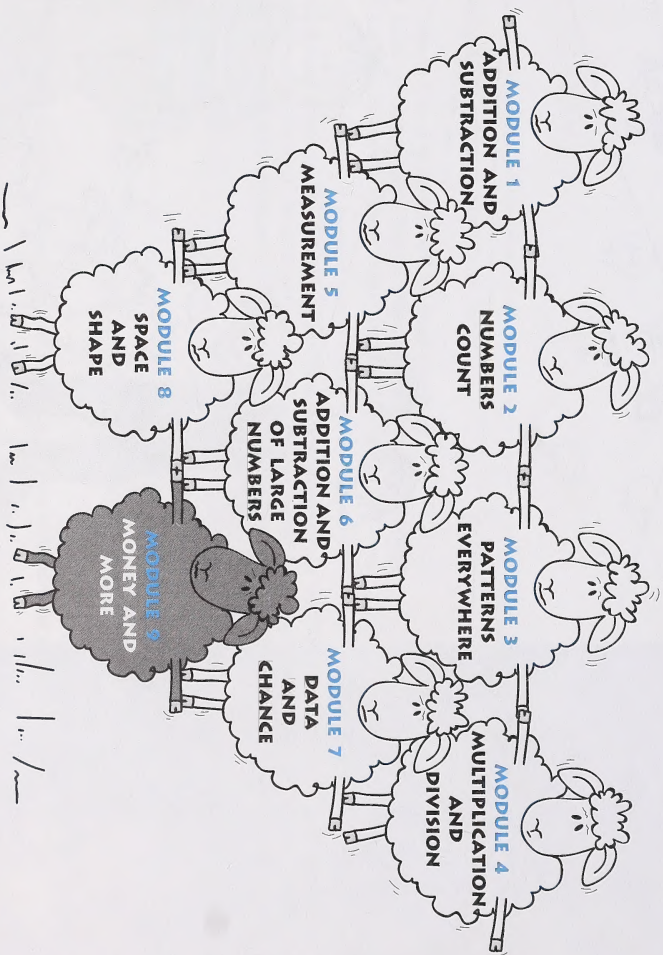 MODULE 1
ADDITION AND
SUBTRACTION
MODULE 2
NUMBERS
COUNT
MODULE 3
PATTERNS
EVERYWHERE
MODULE 4
MULTIPLICATION
AND
DIVISION
MODULE 5
MEASUREMENT
MODULE 6
ADDITION AND
SUBTRACTION
OF LARGE
NUMBERS
MODULE 7
DATA
AND
CHANCE
MODULE 8
SPACE
AND
SHAPE
MODULE 9
MONEY AND
MORE